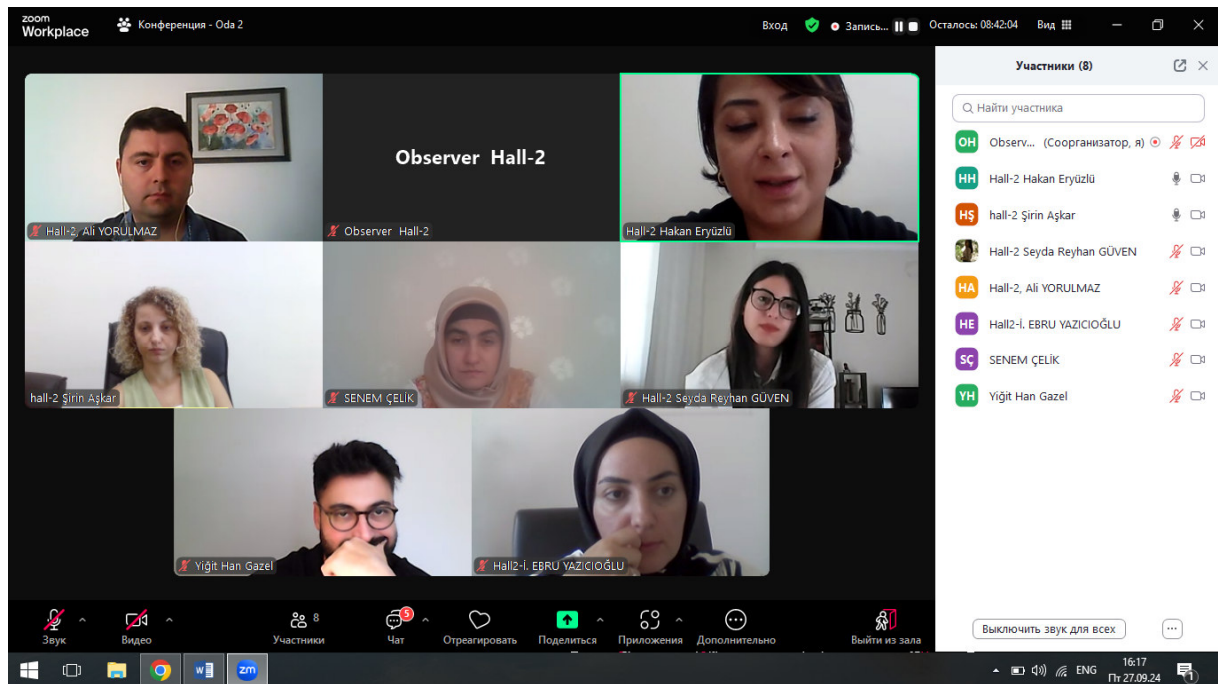 zoom
Workplace
Конференция - Oda 2
Вход
Запись...
Осталось: 08:42:04
Вид
Observer Hall-2
Hall-2, Ali YORULMAZ
Observer Hall-2
Hall-2 Hakan Eryüzlü
hall-2 Şirin Aşkar
SENEM ÇELİK
Hall-2 Seyda Reyhan GÜVEN
Yiğit Han Gazel
Hall2-İ. EBRU YAZICIOĞLU
Участники (8)
Найти участника
OH Observ... (Соорганизатор, я)
HH Hall-2 Hakan Eryüzlü
HŞ hall-2 Şirin Aşkar
Hall-2 Seyda Reyhan GÜVEN
HA Hall-2, Ali YORULMAZ
HE Hall2-İ. EBRU YAZICIOĞLU
SÇ SENEM ÇELİK
YH Yiğit Han Gazel
Выключить звук для всех
Звук
Видео
8
Участники
5
Чат
Отреагировать
Поделиться
Приложения
Дополнительно
Выйти из зала
W
zm
ENG
16:17
Пт 27.09.24
1